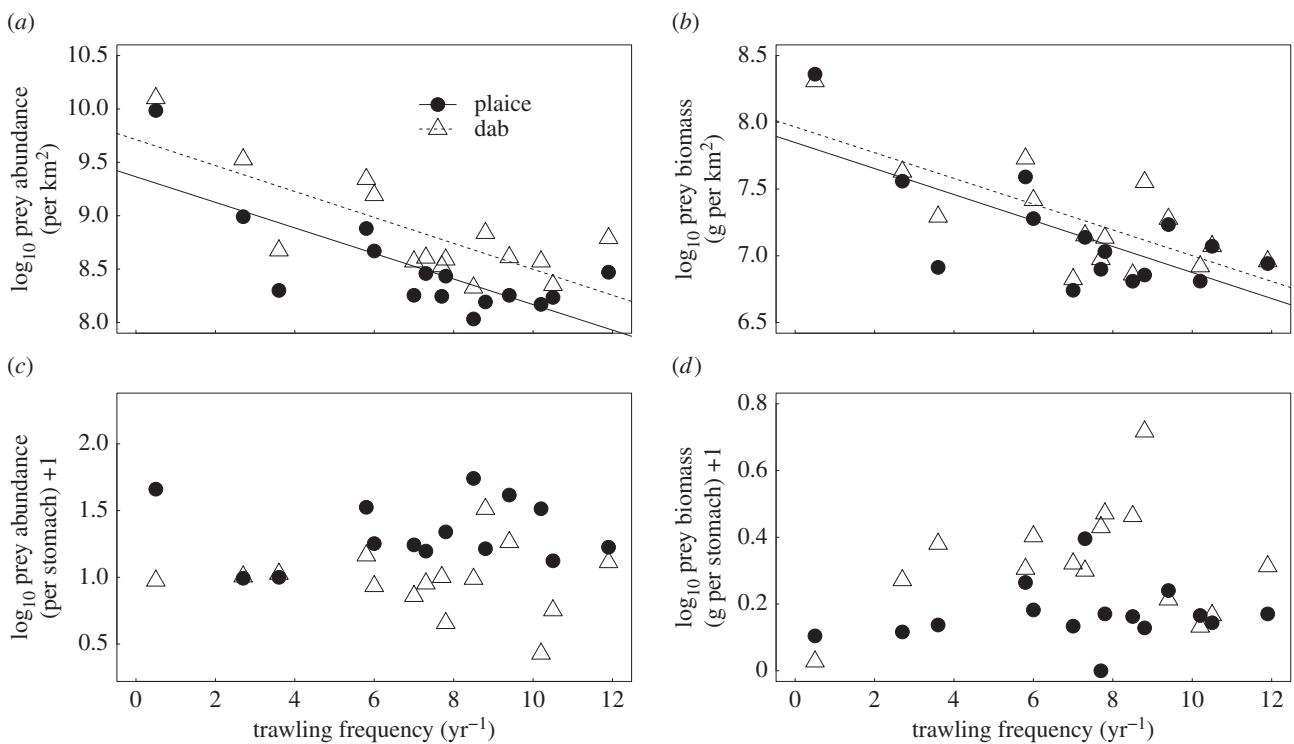 (a)
10.5
10.0
9.5
9.0
8.5
8.0
log₁₀ prey abundance
(per km²)
plaice
dab
(b)
8.5
8.0
7.5
7.0
6.5
log₁₀ prey biomass
(g per km²)
(c)
2.0
1.5
1.0
0.5
log₁₀ prey abundance
(per stomach) +1
0 2 4 6 8 10 12
trawling frequency (yr⁻¹)
(d)
0.8
0.6
0.4
0.2
0
log₁₀ prey biomass
(g per stomach) +1
0 2 4 6 8 10 12
trawling frequency (yr⁻¹)